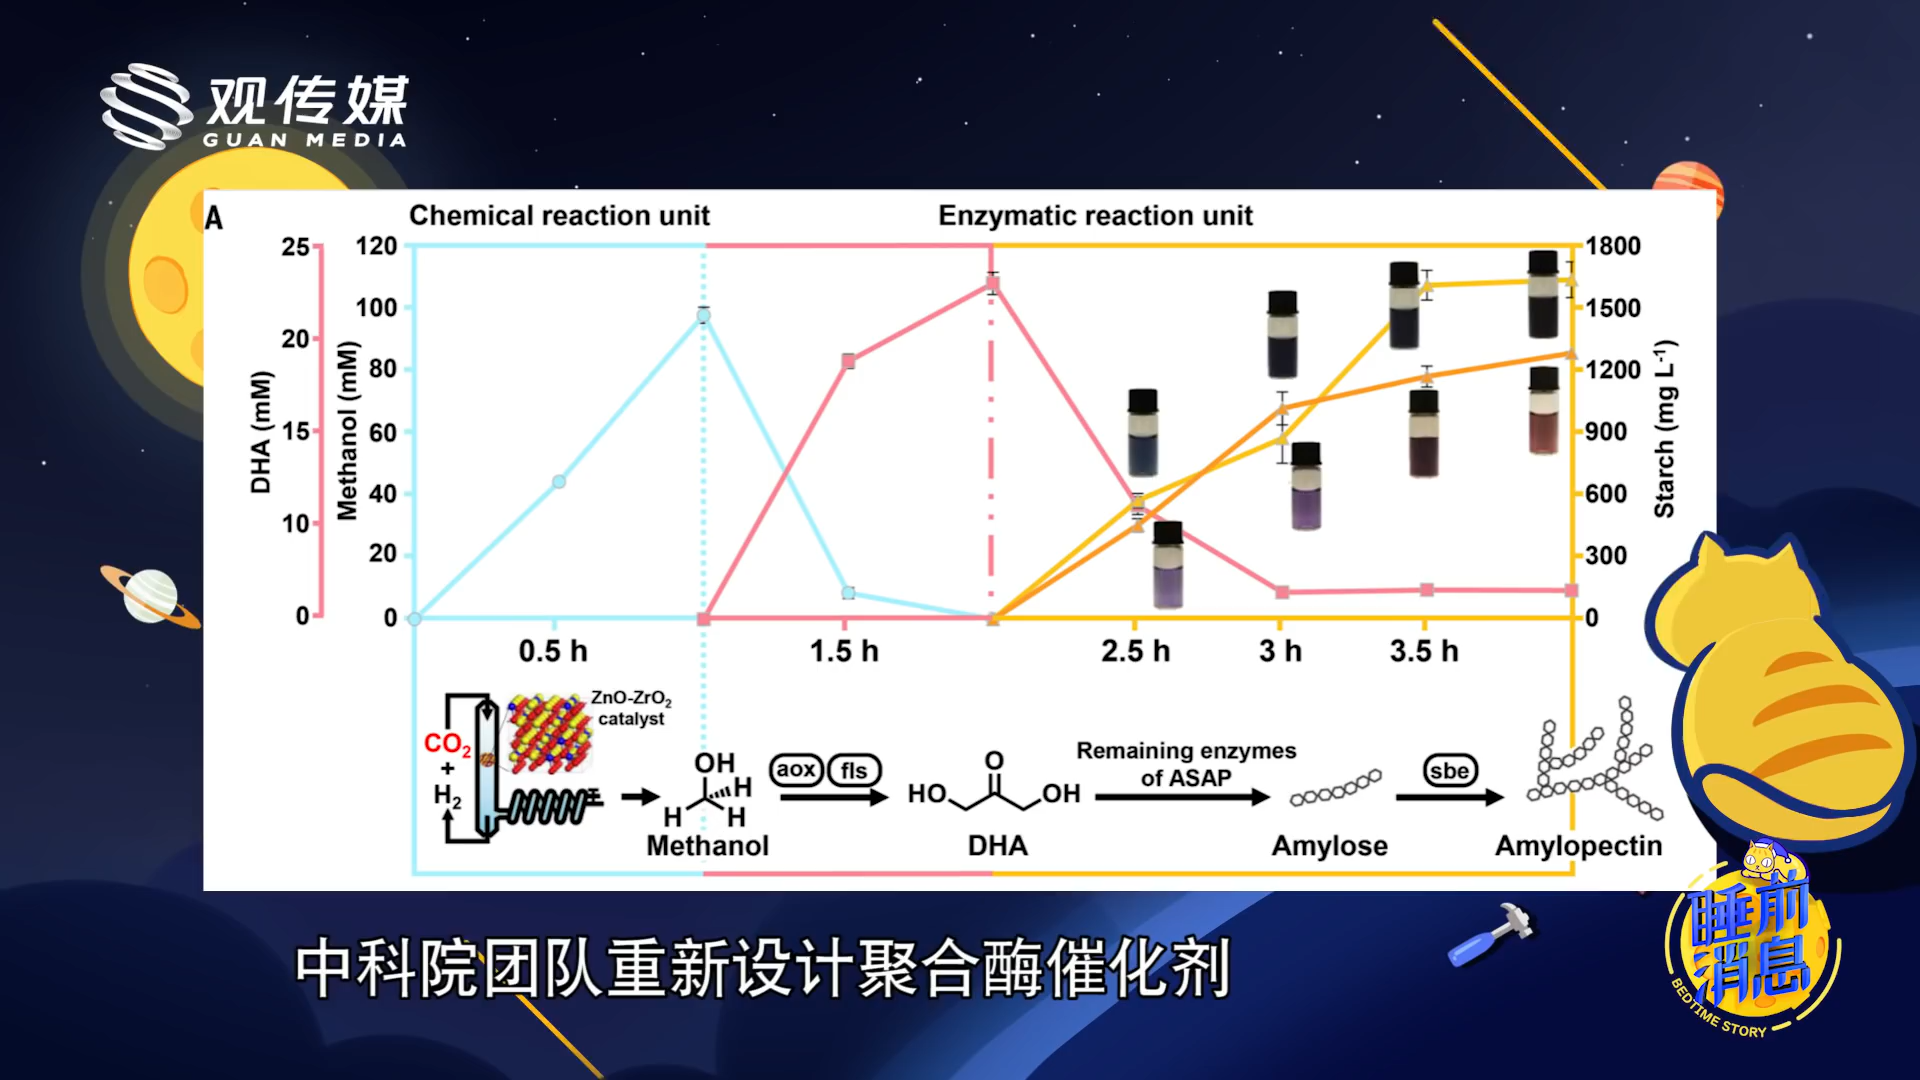 观传媒
GUAN MEDIA
A
Chemical reaction unit
Enzymatic reaction unit
25
20
15
10
0
DHA (mM)
120
100
80
60
40
20
0
Methanol (mM)
1800
1500
1200
900
600
300
0
Starch (mg L⁻¹)
0.5 h
1.5 h
2.5 h
3 h
3.5 h
ZnO-ZrO₂
catalyst
CO₂
+
H₂
OH
H
H
H
Methanol
aox
fls
O
HO
OH
DHA
Remaining enzymes
of ASAP
Amylose
sbe
Amylopectin
中科院团队重新设计聚合酶催化剂
睡前
消息
BEDTIME STORY